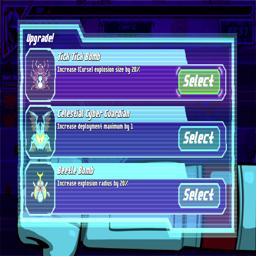 Upgrade!
Tick Tick Bomb
Increase (Curse) explosion size by 20%
Select
Celestial Cyber Guardian
Increase deployment maximum by 1
Select
Beetle Bomb
Increase explosion radius by 20%
Select